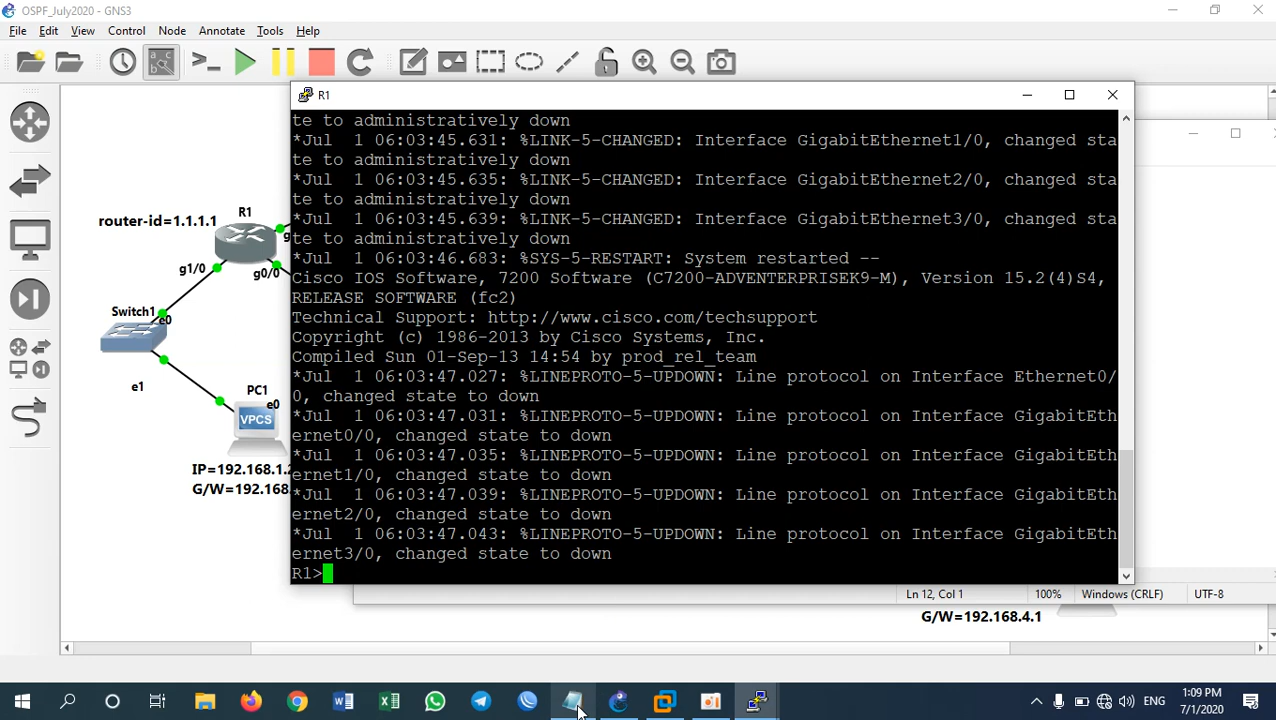 OSPF_July2020 - GNS3
File Edit View Control Node Annotate Tools Help
R1
te to administratively down
*Jul  1 06:03:45.631: %LINK-5-CHANGED: Interface GigabitEthernet1/0, changed sta
te to administratively down
*Jul  1 06:03:45.635: %LINK-5-CHANGED: Interface GigabitEthernet2/0, changed sta
te to administratively down
*Jul  1 06:03:45.639: %LINK-5-CHANGED: Interface GigabitEthernet3/0, changed sta
te to administratively down
*Jul  1 06:03:46.683: %SYS-5-RESTART: System restarted --
Cisco IOS Software, 7200 Software (C7200-ADVENTERPRISEK9-M), Version 15.2(4)S4,
RELEASE SOFTWARE (fc2)
Technical Support: http://www.cisco.com/techsupport
Copyright (c) 1986-2013 by Cisco Systems, Inc.
Compiled Sun 01-Sep-13 14:54 by prod_rel_team
*Jul  1 06:03:47.027: %LINEPROTO-5-UPDOWN: Line protocol on Interface Ethernet0/
0, changed state to down
*Jul  1 06:03:47.031: %LINEPROTO-5-UPDOWN: Line protocol on Interface GigabitEth
ernet0/0, changed state to down
*Jul  1 06:03:47.035: %LINEPROTO-5-UPDOWN: Line protocol on Interface GigabitEth
ernet1/0, changed state to down
*Jul  1 06:03:47.039: %LINEPROTO-5-UPDOWN: Line protocol on Interface GigabitEth
ernet2/0, changed state to down
*Jul  1 06:03:47.043: %LINEPROTO-5-UPDOWN: Line protocol on Interface GigabitEth
ernet3/0, changed state to down
R1>
R1
router-id=1.1.1.1
g1/0
g0/0
Switch1
e0
e1
PC1
e0
VPCS
IP=192.168.1.2
G/W=192.168.
Ln 12, Col 1 100% Windows (CRLF) UTF-8
G/W=192.168.4.1
ENG 1:09 PM
7/1/2020